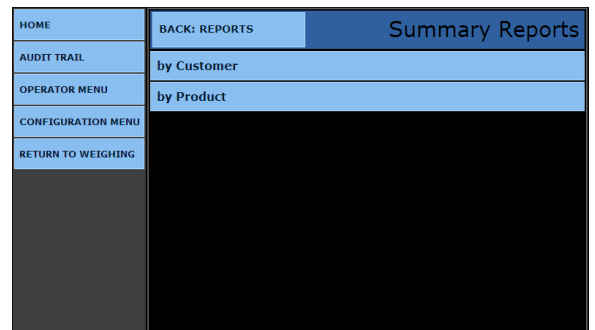 HOME
AUDIT TRAIL
OPERATOR MENU
CONFIGURATION MENU
RETURN TO WEIGHING
BACK: REPORTS
Summary Reports
by Customer
by Product